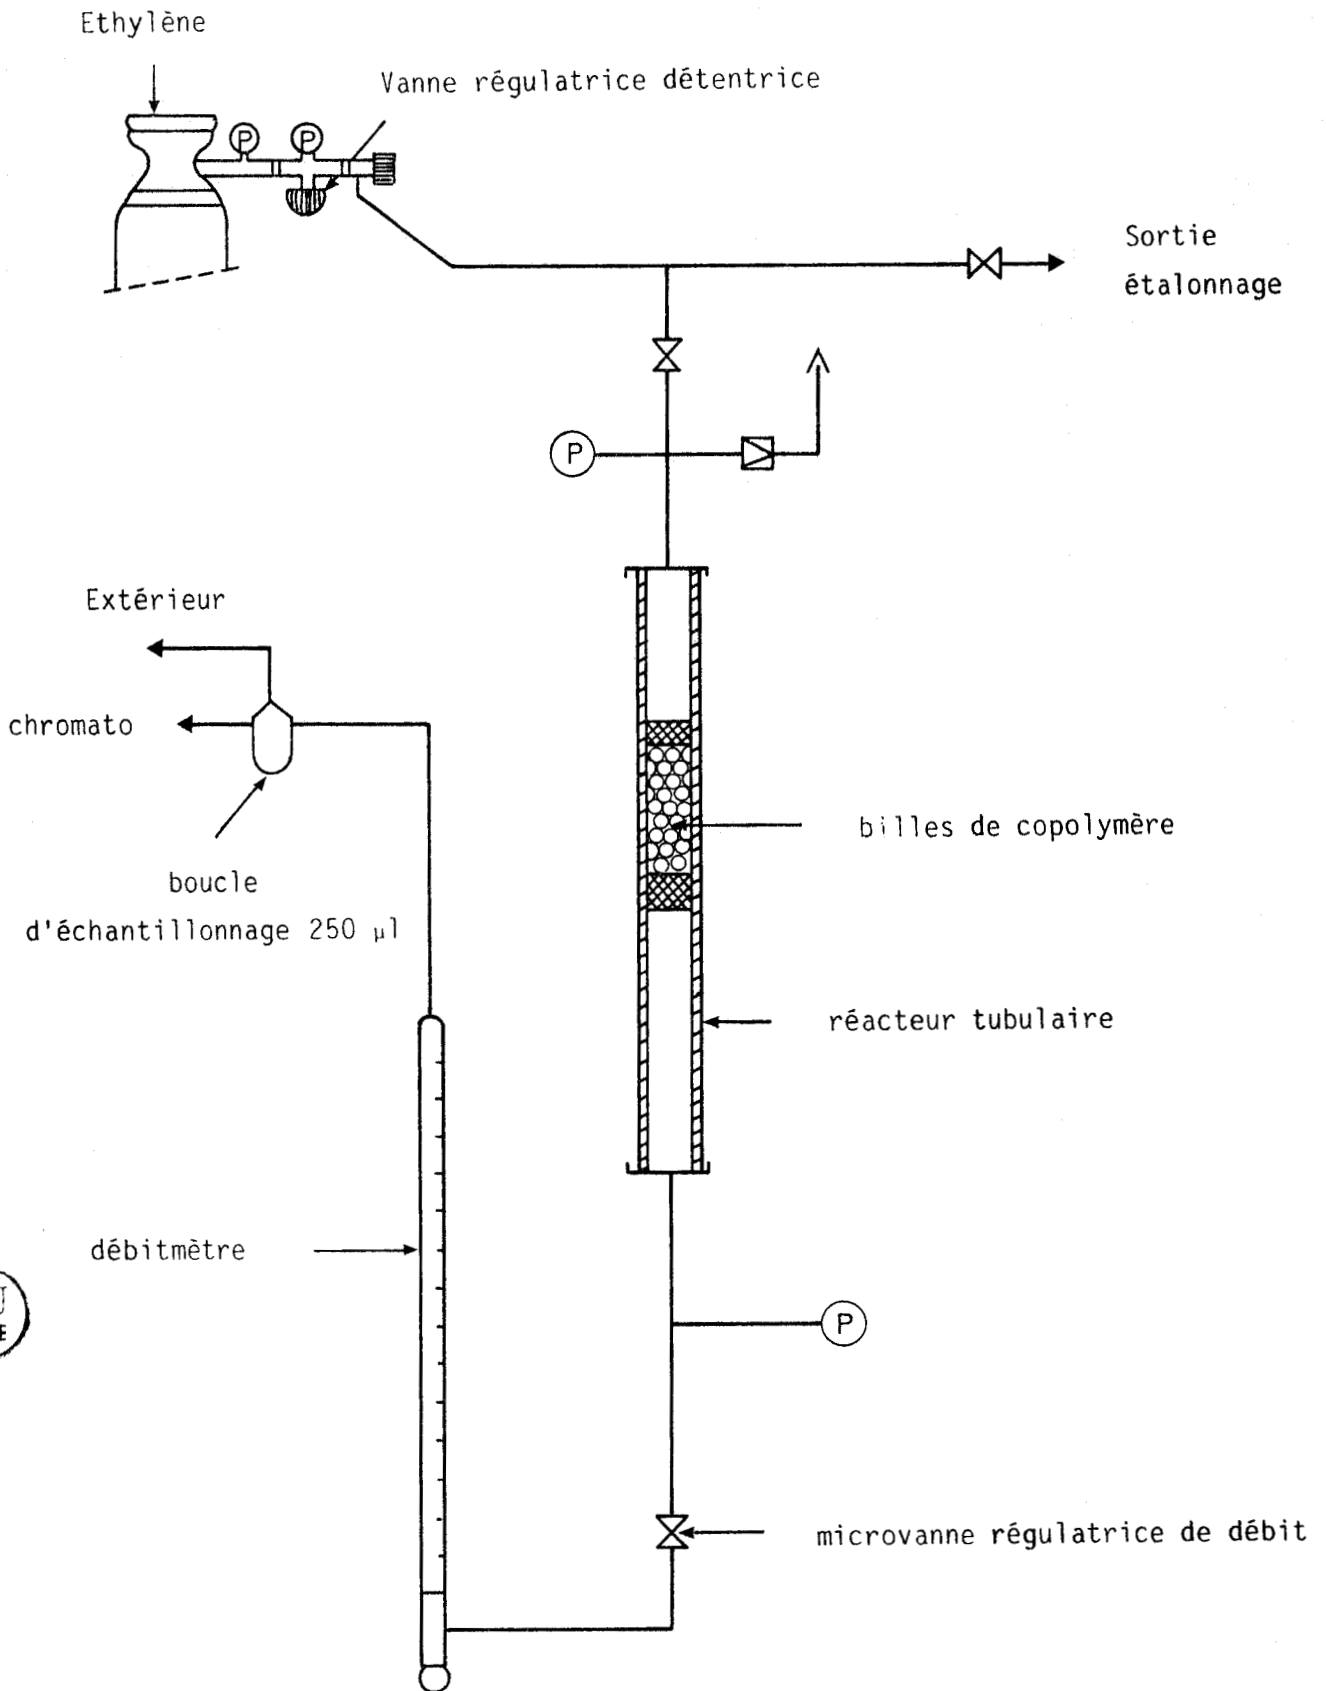 Ethylène
Vanne régulatrice détentrice
P
P
Sortie
étalonnage
P
Extérieur
chromato
billes de copolymère
boucle
d'échantillonnage 250 µl
réacteur tubulaire
débitmètre
P
microvanne régulatrice de débit